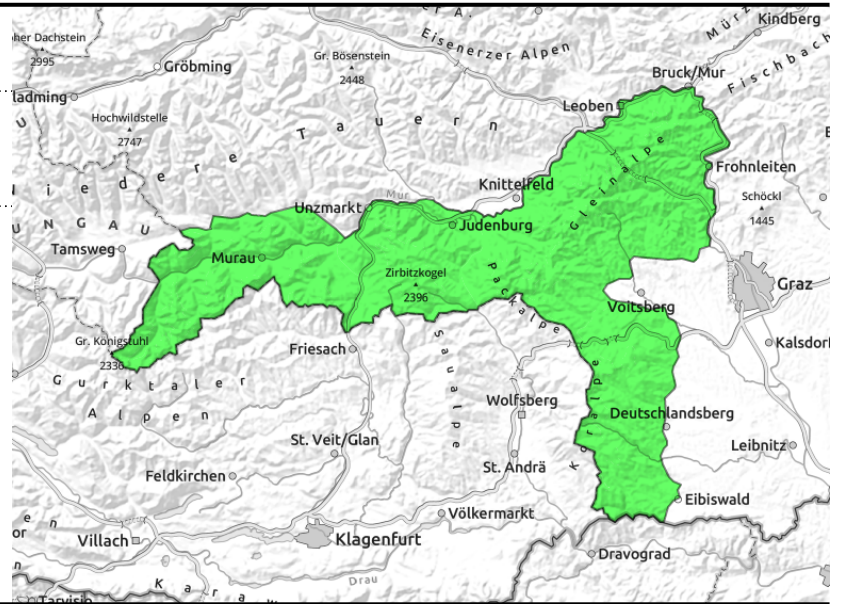 er A.
Mürz
Kindberg
her Dachstein
2995
Gröbming
Gr. Bösenstein
2448
Eisenerzer Alpen
Bruck/Mur
Fischbach
ladming
Leoben
Hochwildstelle
2747
Niedere Tauern
Gleinalpe
Frohnleiten
Schöckl
1445
Knittelfeld
Mur
Unzmarkt
Judenburg
UNGAU
Tamsweg
Murau
Zirbitzkogel
2396
Packalpe
Graz
Voitsberg
Gr. Königstuhl
2336
Friesach
Kalsdorf
Gurktaler
Alpen
Saualpe
Wolfsberg
Koralpe
Deutschlandsberg
St. Veit/Glan
Leibnitz
Feldkirchen
St. Andrä
Eibiswald
Völkermarkt
Villach
Klagenfurt
Dravograd
Drau
Karawa
Tarvisio